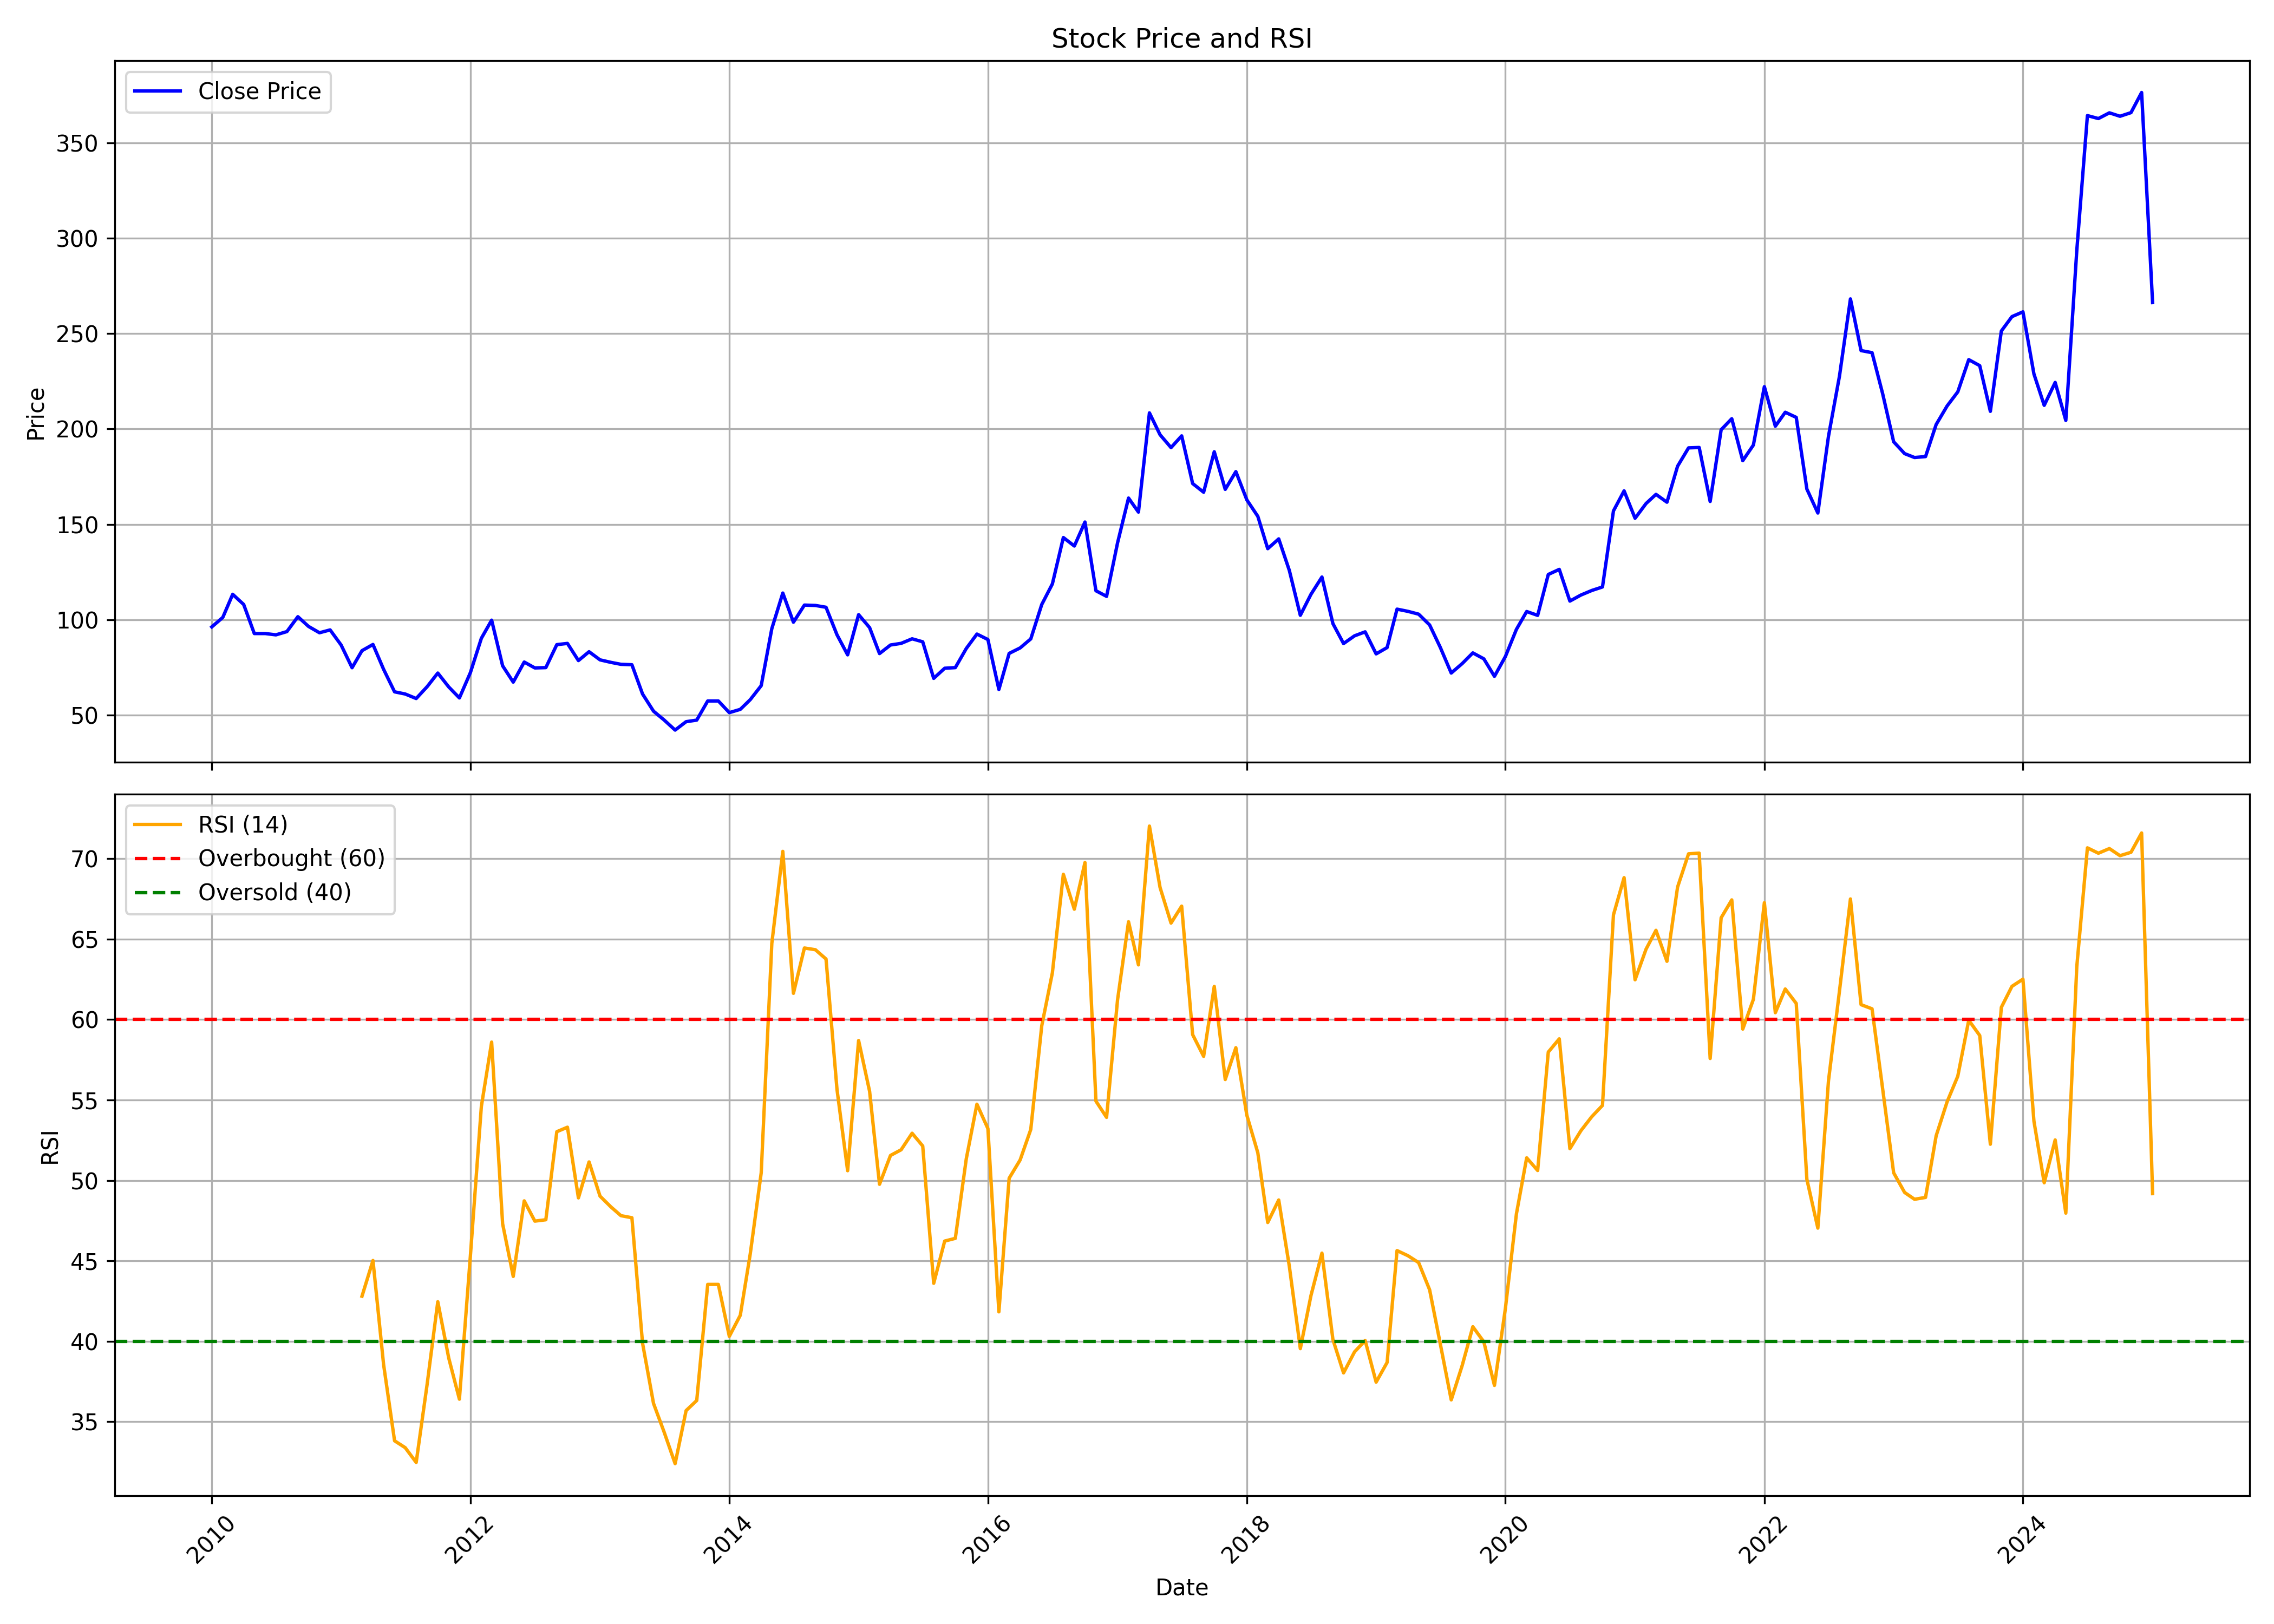 Stock Price and RSI
Close Price
350
300
250
200
150
100
50
Price
RSI (14)
Overbought (60)
Oversold (40)
70
65
60
55
50
45
40
35
RSI
2010
2012
2014
2016
2018
2020
2022
2024
Date